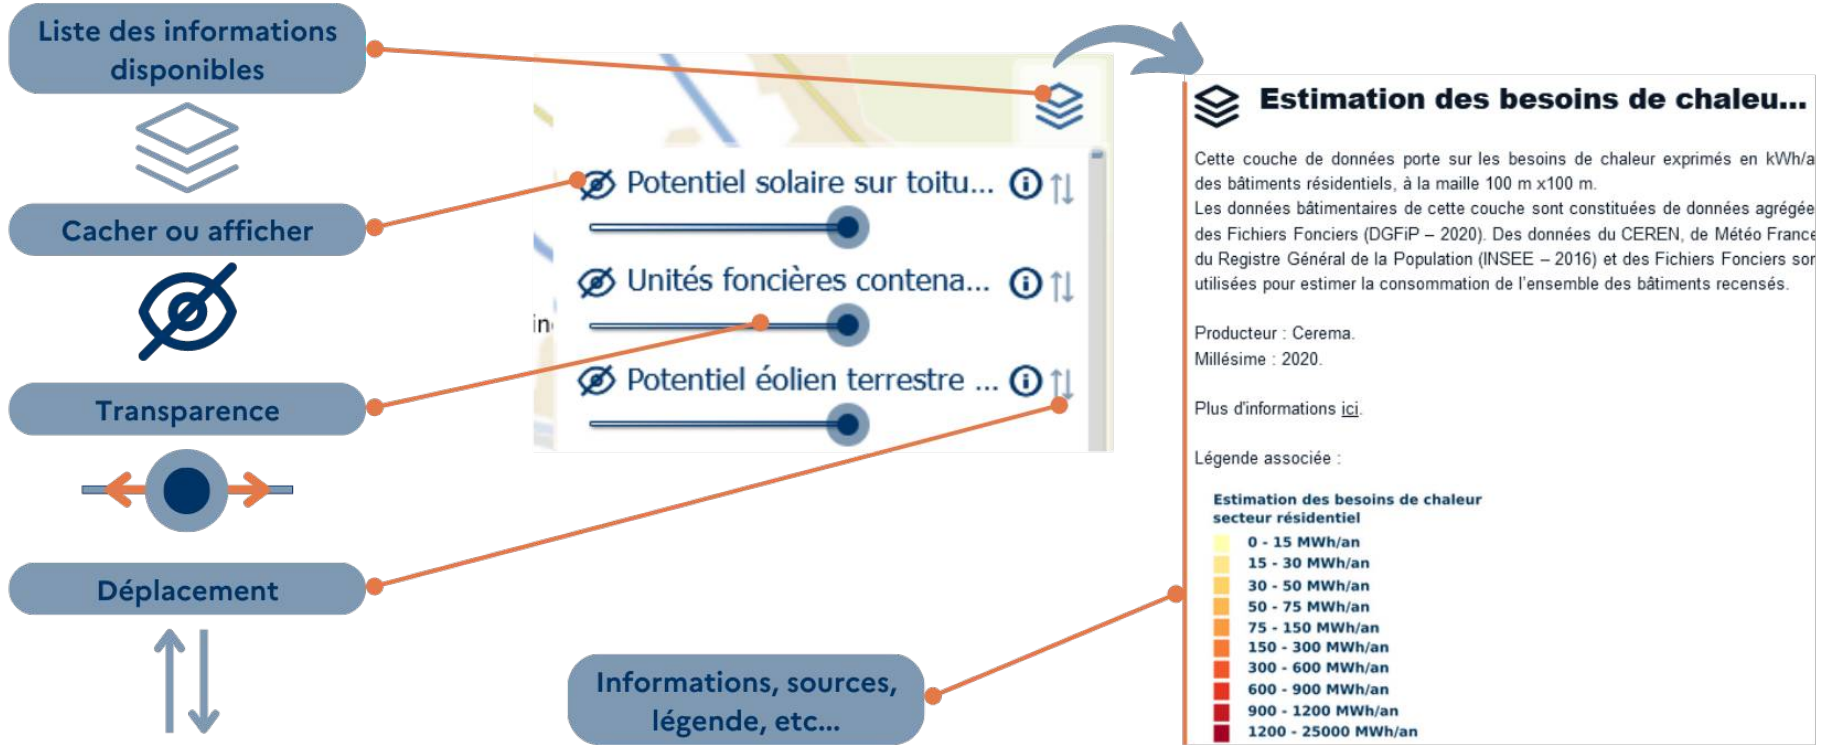 Liste des informations
disponibles
Cacher ou afficher
Transparence
Déplacement
in
Potentiel solaire sur toitu...
Unités foncières contena...
Potentiel éolien terrestre ...
Informations, sources,
légende, etc...
Estimation des besoins de chaleu...
Cette couche de données porte sur les besoins de chaleur exprimés en kWh/a
des bâtiments résidentiels, à la maille 100 m x100 m.
Les données bâtimentaires de cette couche sont constituées de données agrégée
des Fichiers Fonciers (DGFiP – 2020). Des données du CEREN, de Météo France
du Registre Général de la Population (INSEE – 2016) et des Fichiers Fonciers sor
utilisées pour estimer la consommation de l'ensemble des bâtiments recensés.
Producteur : Cerema.
Millésime : 2020.
Plus d'informations ici.
Légende associée :
Estimation des besoins de chaleur
secteur résidentiel
0 - 15 MWh/an
15 - 30 MWh/an
30 - 50 MWh/an
50 - 75 MWh/an
75 - 150 MWh/an
150 - 300 MWh/an
300 - 600 MWh/an
600 - 900 MWh/an
900 - 1200 MWh/an
1200 - 25000 MWh/an